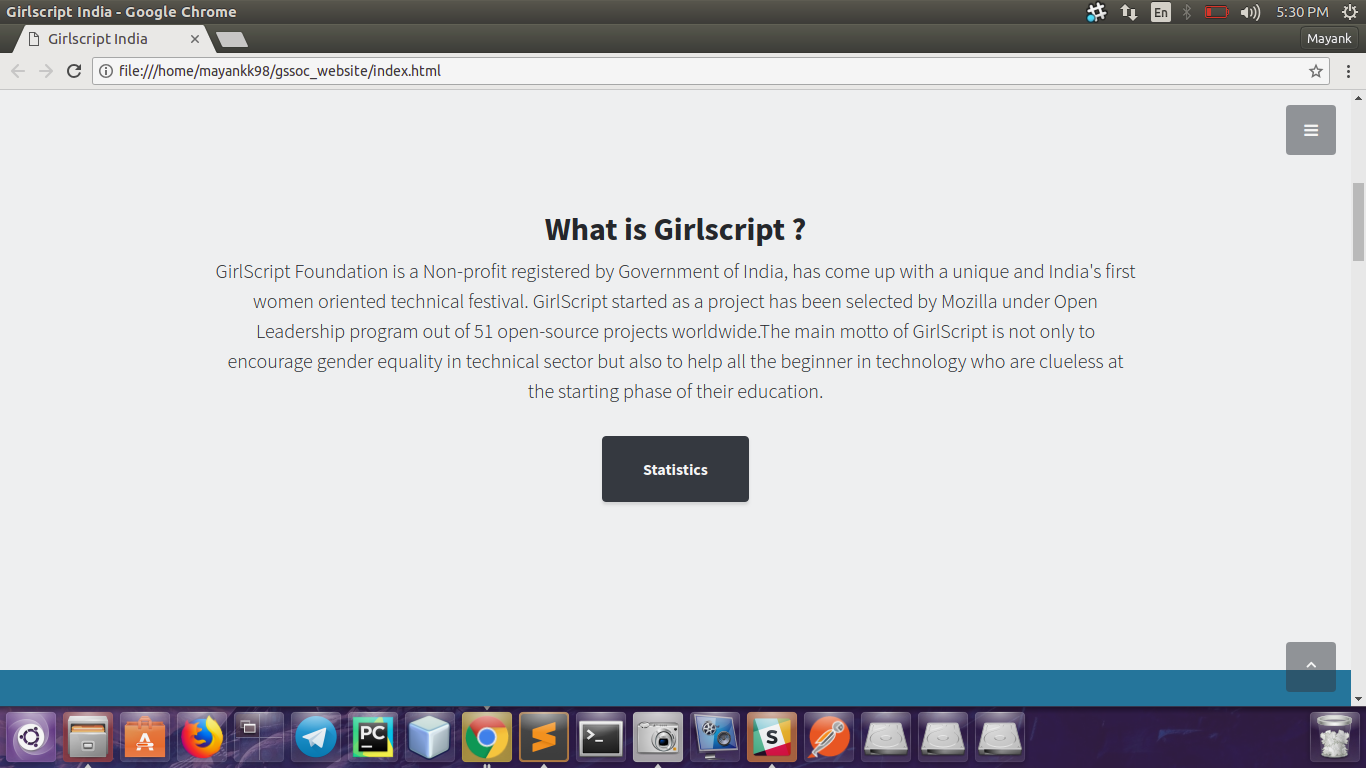 Girlscript India - Google Chrome
En
5:30 PM
Girlscript India
Mayank
file:///home/mayankk98/gssoc_website/index.html
What is Girlscript ?
GirlScript Foundation is a Non-profit registered by Government of India, has come up with a unique and India's first
women oriented technical festival. GirlScript started as a project has been selected by Mozilla under Open
Leadership program out of 51 open-source projects worldwide.The main motto of GirlScript is not only to
encourage gender equality in technical sector but also to help all the beginner in technology who are clueless at
the starting phase of their education.
Statistics
PC